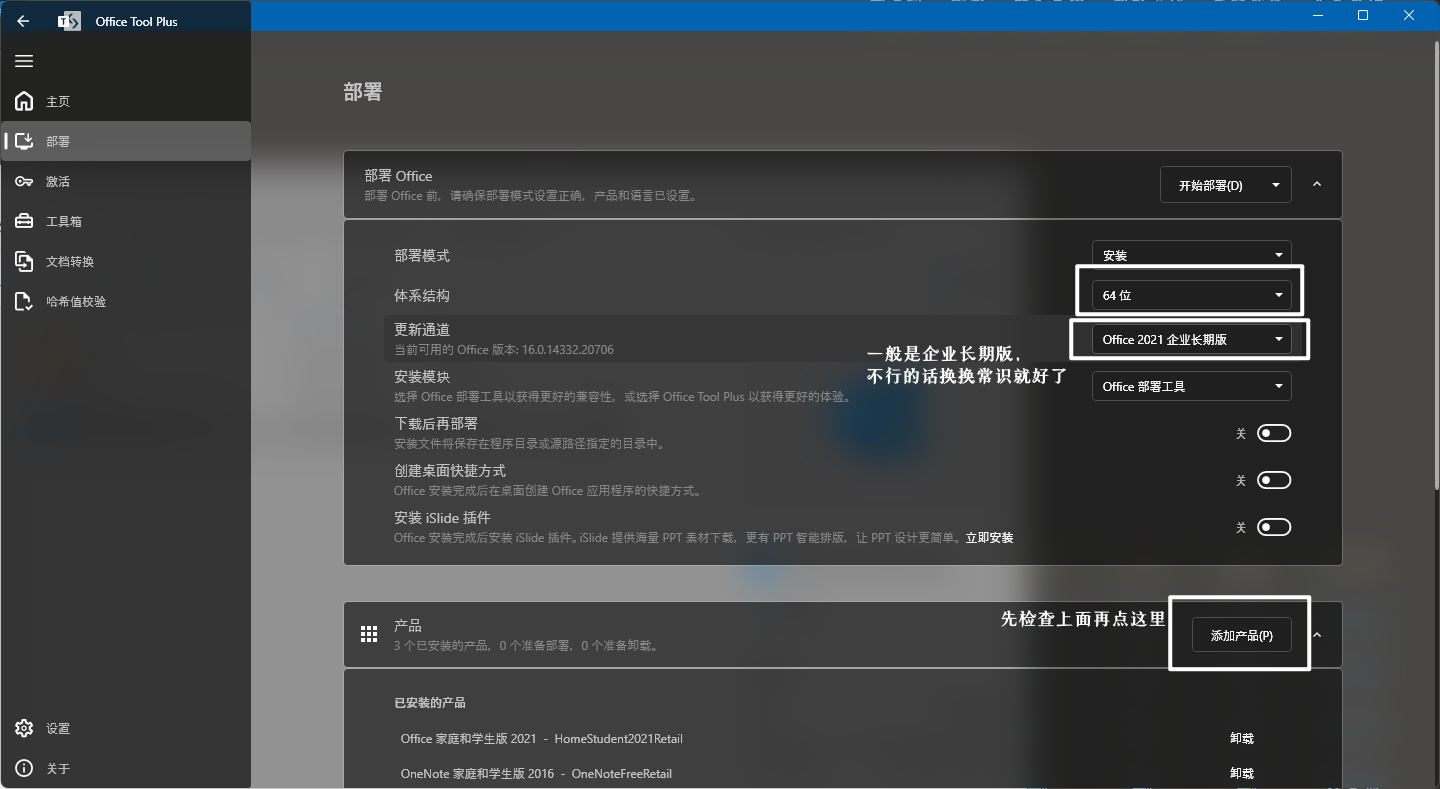 Office Tool Plus
主页
部署
激活
工具箱
文档转换
哈希值校验
设置
关于
部署
部署 Office
部署 Office 前，请确保部署模式设置正确，产品和语言已设置。
开始部署(D)
部署模式
安装
体系结构
64 位
更新通道
当前可用的 Office 版本: 16.0.14332.20706
Office 2021 企业长期版
一般是企业长期版，
不行的话换换常识就好了
安装模块
选择 Office 部署工具以获得更好的兼容性，或选择 Office Tool Plus 以获得更好的体验。
Office 部署工具
下载后再部署
安装文件将保存在程序目录或源路径指定的目录中。
关
创建桌面快捷方式
Office 安装完成后在桌面创建 Office 应用程序的快捷方式。
关
安装 iSlide 插件
Office 安装完成后安装 iSlide 插件。iSlide 提供海量 PPT 素材下载，更有 PPT 智能排版，让 PPT 设计更简单。立即安装
关
产品
3 个已安装的产品，0 个准备部署，0 个准备卸载。
先检查上面再点这里
添加产品(P)
已安装的产品
Office 家庭和学生版 2021 - HomeStudent2021Retail
卸载
OneNote 家庭和学生版 2016 - OneNoteFreeRetail
卸载